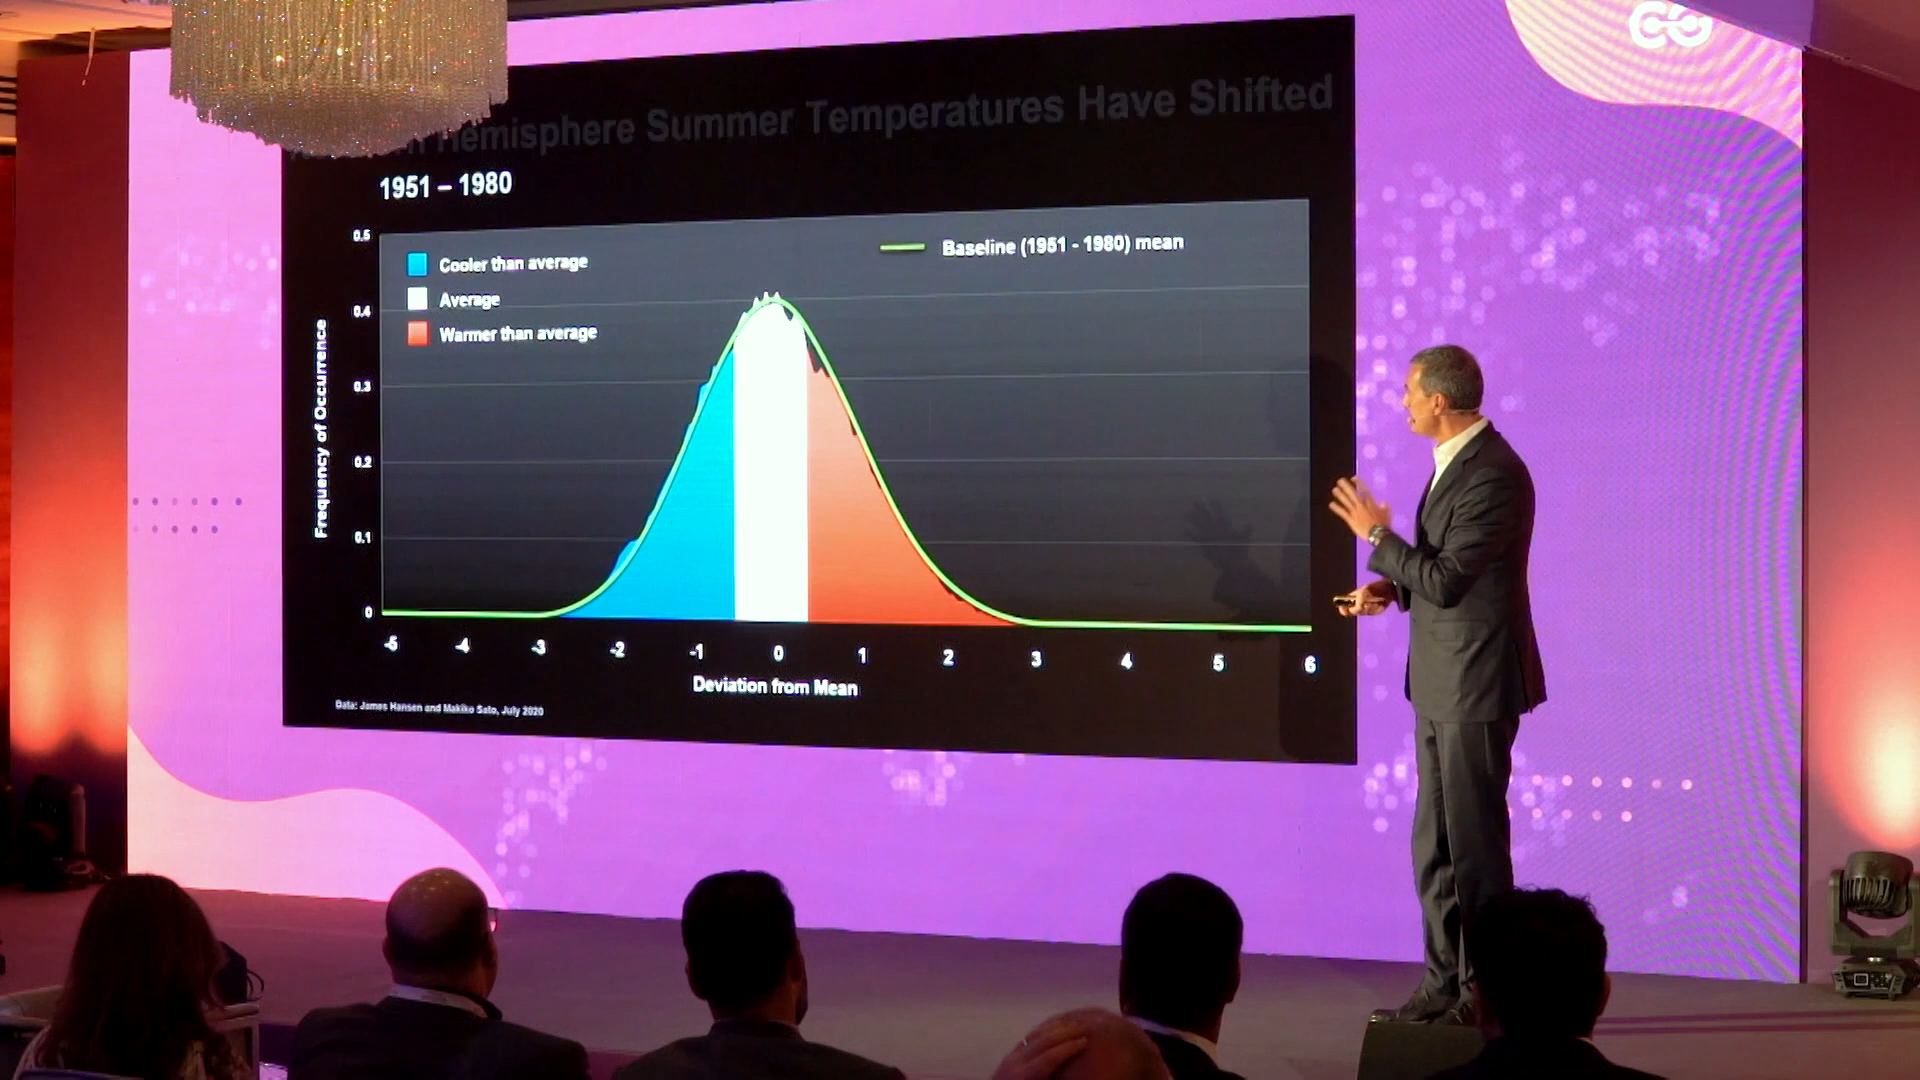 Hemisphere Summer Temperatures Have Shifted
1951 – 1980
Cooler than average
Average
Warmer than average
Baseline (1951 - 1980) mean
Frequency of Occurrence
0.5
0.4
0.3
0.2
0.1
0
-5 -4 -3 -2 -1 0 1 2 3 4 5 6
Deviation from Mean
Data: James Hansen and Makiko Sato, July 2020